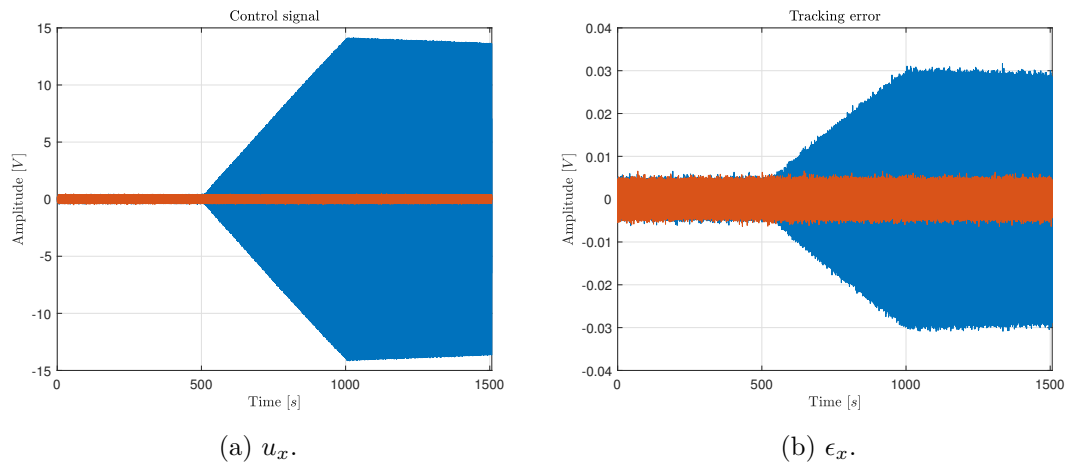 Control signal
15
10
5
0
-5
-10
-15
Amplitude [V]
0 500 1000 1500
Time [s]
(a) u_x.
Tracking error
0.04
0.03
0.02
0.01
0
-0.01
-0.02
-0.03
-0.04
Amplitude [V]
0 500 1000 1500
Time [s]
(b) ϵ_x.